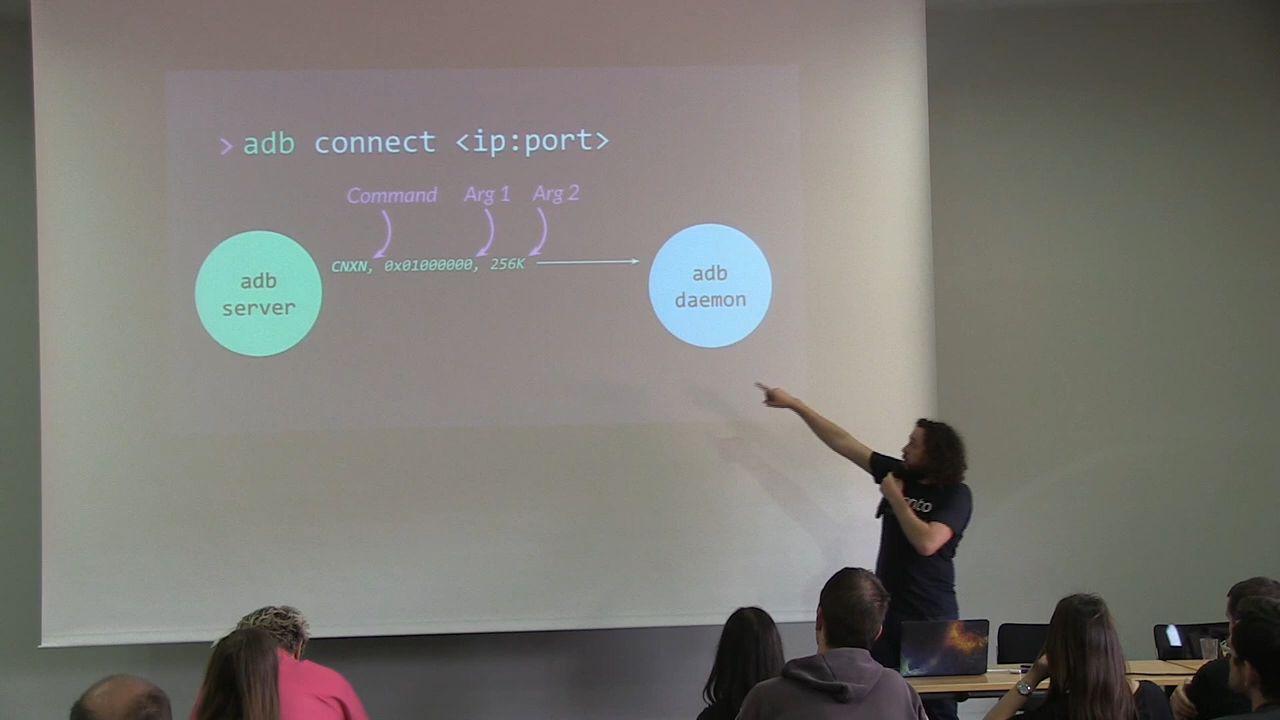 > adb connect <ip:port>
Command Arg 1 Arg 2
CNXN, 0x01000000, 256K
adb
server
adb
daemon